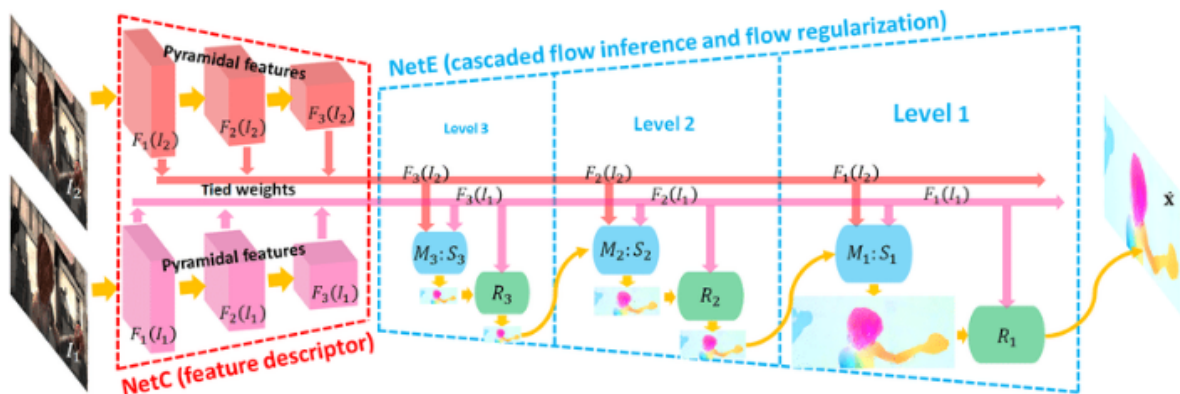 NetE (cascaded flow inference and flow regularization)
Pyramidal features
F₁(I₂)
F₂(I₂)
F₃(I₂)
I₂
Level 3
Level 2
Level 1
Tied weights
F₃(I₂)
F₃(I₁)
F₂(I₂)
F₂(I₁)
F₁(I₂)
F₁(I₁)
x̂
Pyramidal features
F₁(I₁)
F₂(I₁)
F₃(I₁)
I₁
M₃: S₃
R₃
M₂: S₂
R₂
M₁: S₁
R₁
NetC (feature descriptor)